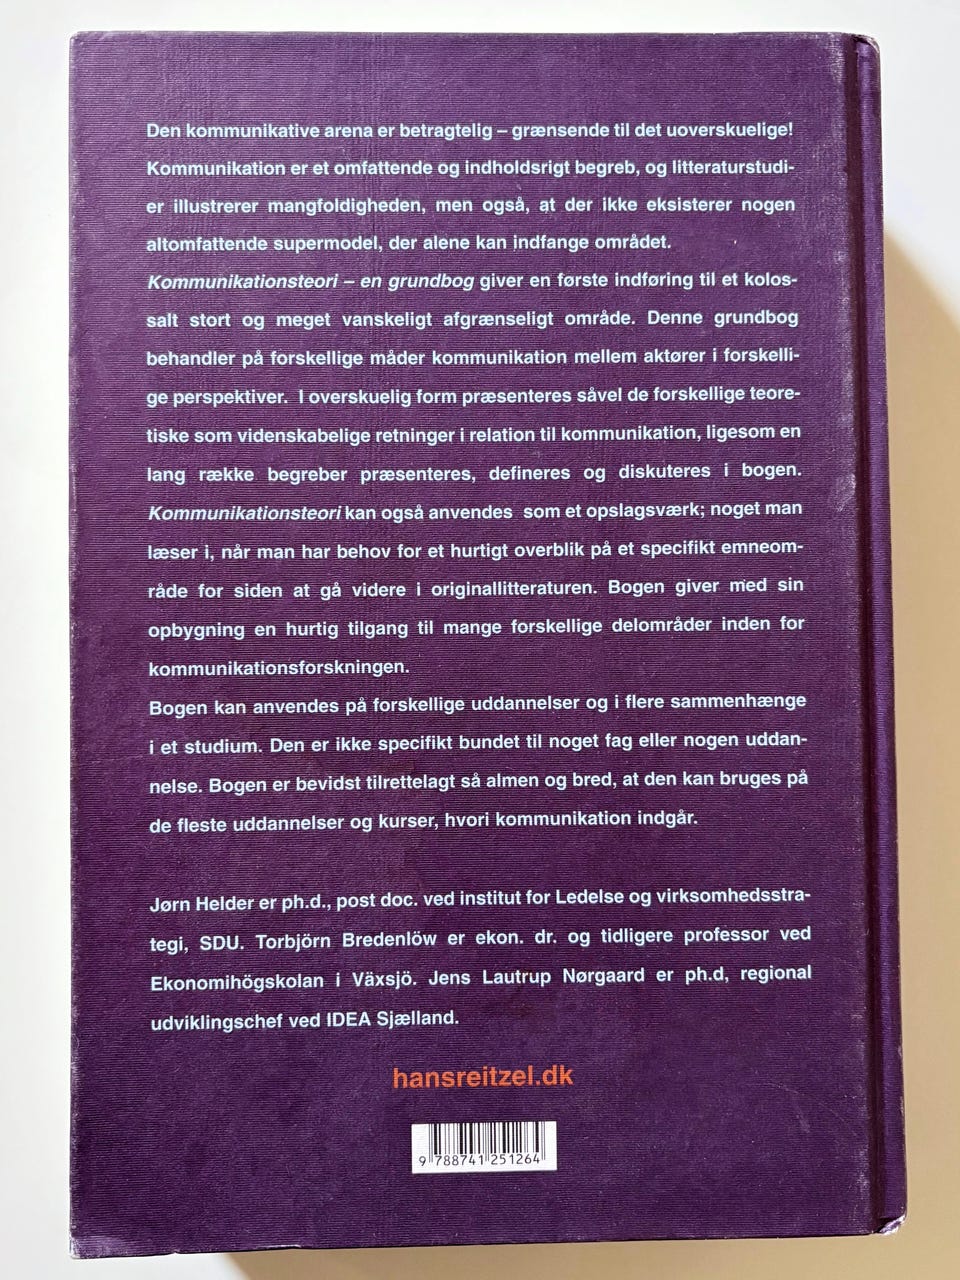 Den kommunikative arena er betragtelig – grænsende til det uoverskuelige!
Kommunikation er et omfattende og indholdsrigt begreb, og litteraturstudi-
er illustrerer mangfoldigheden, men også, at der ikke eksisterer nogen
altomfattende supermodel, der alene kan indfange området.
Kommunikationsteori – en grundbog giver en første indføring til et kolos-
salt stort og meget vanskeligt afgrænseligt område. Denne grundbog
behandler på forskellige måder kommunikation mellem aktører i forskelli-
ge perspektiver. I overskuelig form præsenteres såvel de forskellige teore-
tiske som videnskabelige retninger i relation til kommunikation, ligesom en
lang række begreber præsenteres, defineres og diskuteres i bogen.
Kommunikationsteori kan også anvendes som et opslagsværk; noget man
læser i, når man har behov for et hurtigt overblik på et specifikt emneom-
råde for siden at gå videre i originallitteraturen. Bogen giver med sin
opbygning en hurtig tilgang til mange forskellige delområder inden for
kommunikationsforskningen.
Bogen kan anvendes på forskellige uddannelser og i flere sammenhænge
i et studium. Den er ikke specifikt bundet til noget fag eller nogen uddan-
nelse. Bogen er bevidst tilrettelagt så almen og bred, at den kan bruges på
de fleste uddannelser og kurser, hvori kommunikation indgår.
Jørn Helder er ph.d., post doc. ved institut for Ledelse og virksomhedsstra-
tegi, SDU. Torbjörn Bredenlöw er ekon. dr. og tidligere professor ved
Ekonomihögskolan i Växsjö. Jens Lautrup Nørgaard er ph.d, regional
udviklingschef ved IDEA Sjælland.
hansreitzel.dk
9 788741 251264